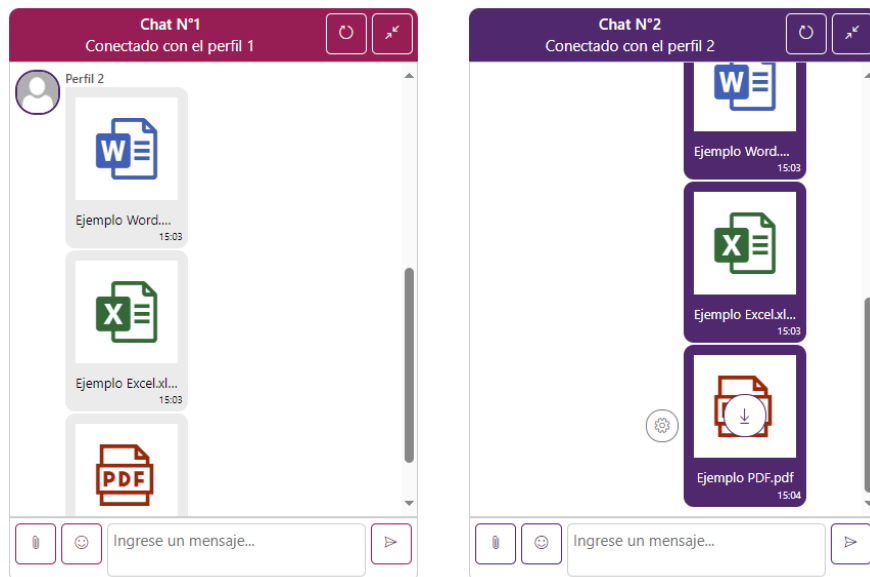 Chat N°1
Conectado con el perfil 1
Perfil 2
W
Ejemplo Word....
15:03
X
Ejemplo Excel.xl...
15:03
PDF
Ingrese un mensaje...
Chat N°2
Conectado con el perfil 2
W
Ejemplo Word....
15:03
X
Ejemplo Excel.xl...
15:03
Ejemplo PDF.pdf
15:04
Ingrese un mensaje...